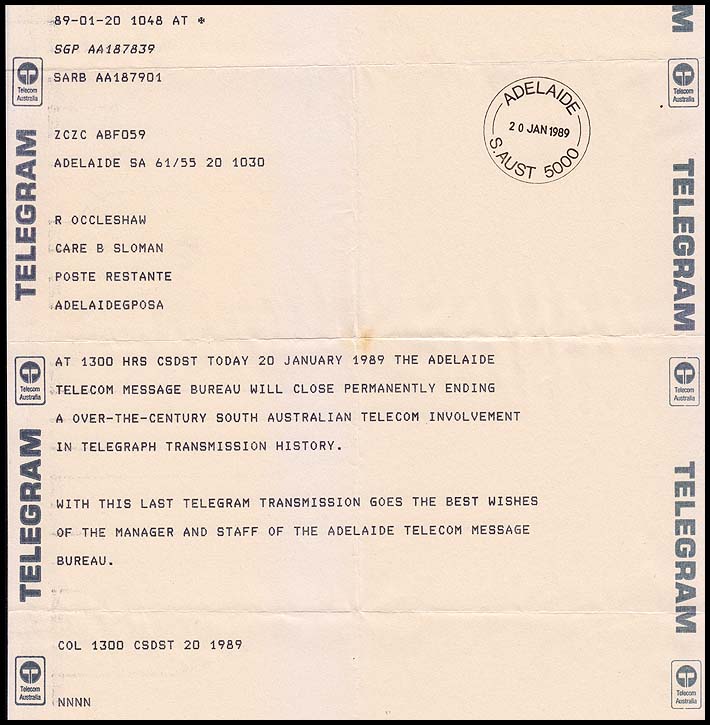 89-01-20 1048 AT ✠
SGP AA187839
SARB AA187901
ZCZC ABF059
ADELAIDE SA 61/55 20 1030
R OCCLESHAW
CARE B SLOMAN
POSTE RESTANTE
ADELAIDEGPOSA
AT 1300 HRS CSDST TODAY 20 JANUARY 1989 THE ADELAIDE
TELECOM MESSAGE BUREAU WILL CLOSE PERMANENTLY ENDING
A OVER-THE-CENTURY SOUTH AUSTRALIAN TELECOM INVOLVEMENT
IN TELEGRAPH TRANSMISSION HISTORY.
WITH THIS LAST TELEGRAM TRANSMISSION GOES THE BEST WISHES
OF THE MANAGER AND STAFF OF THE ADELAIDE TELECOM MESSAGE
BUREAU.
COL 1300 CSDST 20 1989
NNNN
ADELAIDE
20 JAN 1989
S. AUST 5000
Telecom
Australia
TELEGRAM
Telecom
Australia
TELEGRAM
Telecom
Australia
M
Telecom
Australia
TELEGRAM
Telecom
Australia
TELEGRAM
Telecom
Australia